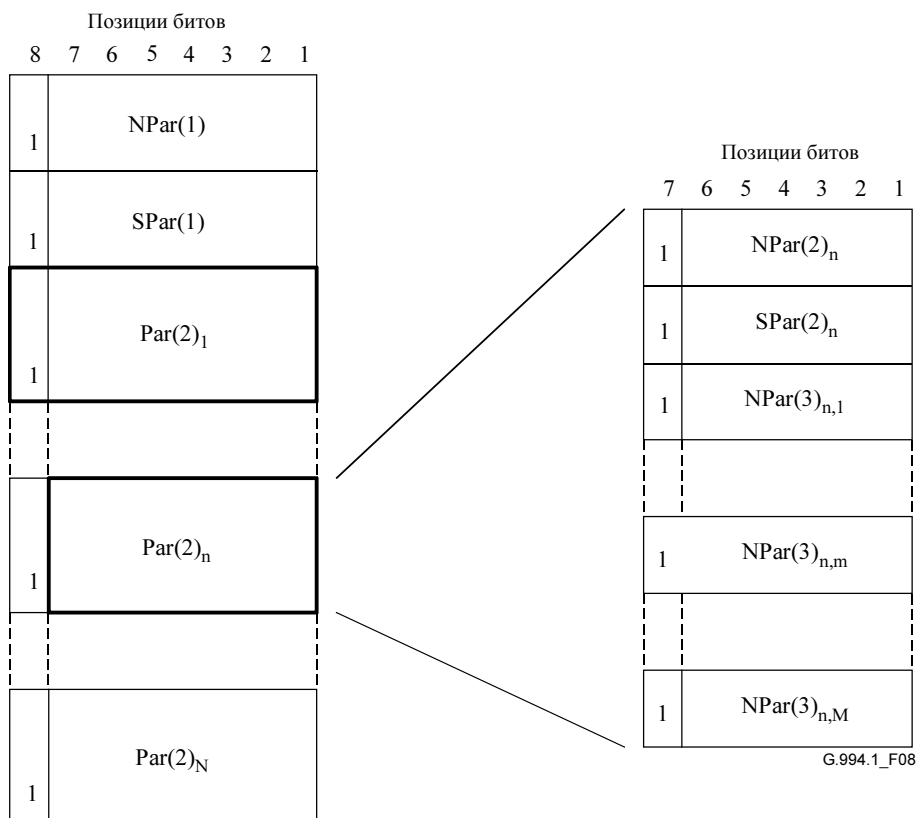 Позиции битов
8 7 6 5 4 3 2 1
NPar(1)
1
SPar(1)
1
Par(2)1
1
Par(2)n
1
Par(2)N
1
Позиции битов
7 6 5 4 3 2 1
1 NPar(2)n
1 SPar(2)n
1 NPar(3)n,1
1 NPar(3)n,m
1 NPar(3)n,M
G.994.1_F08